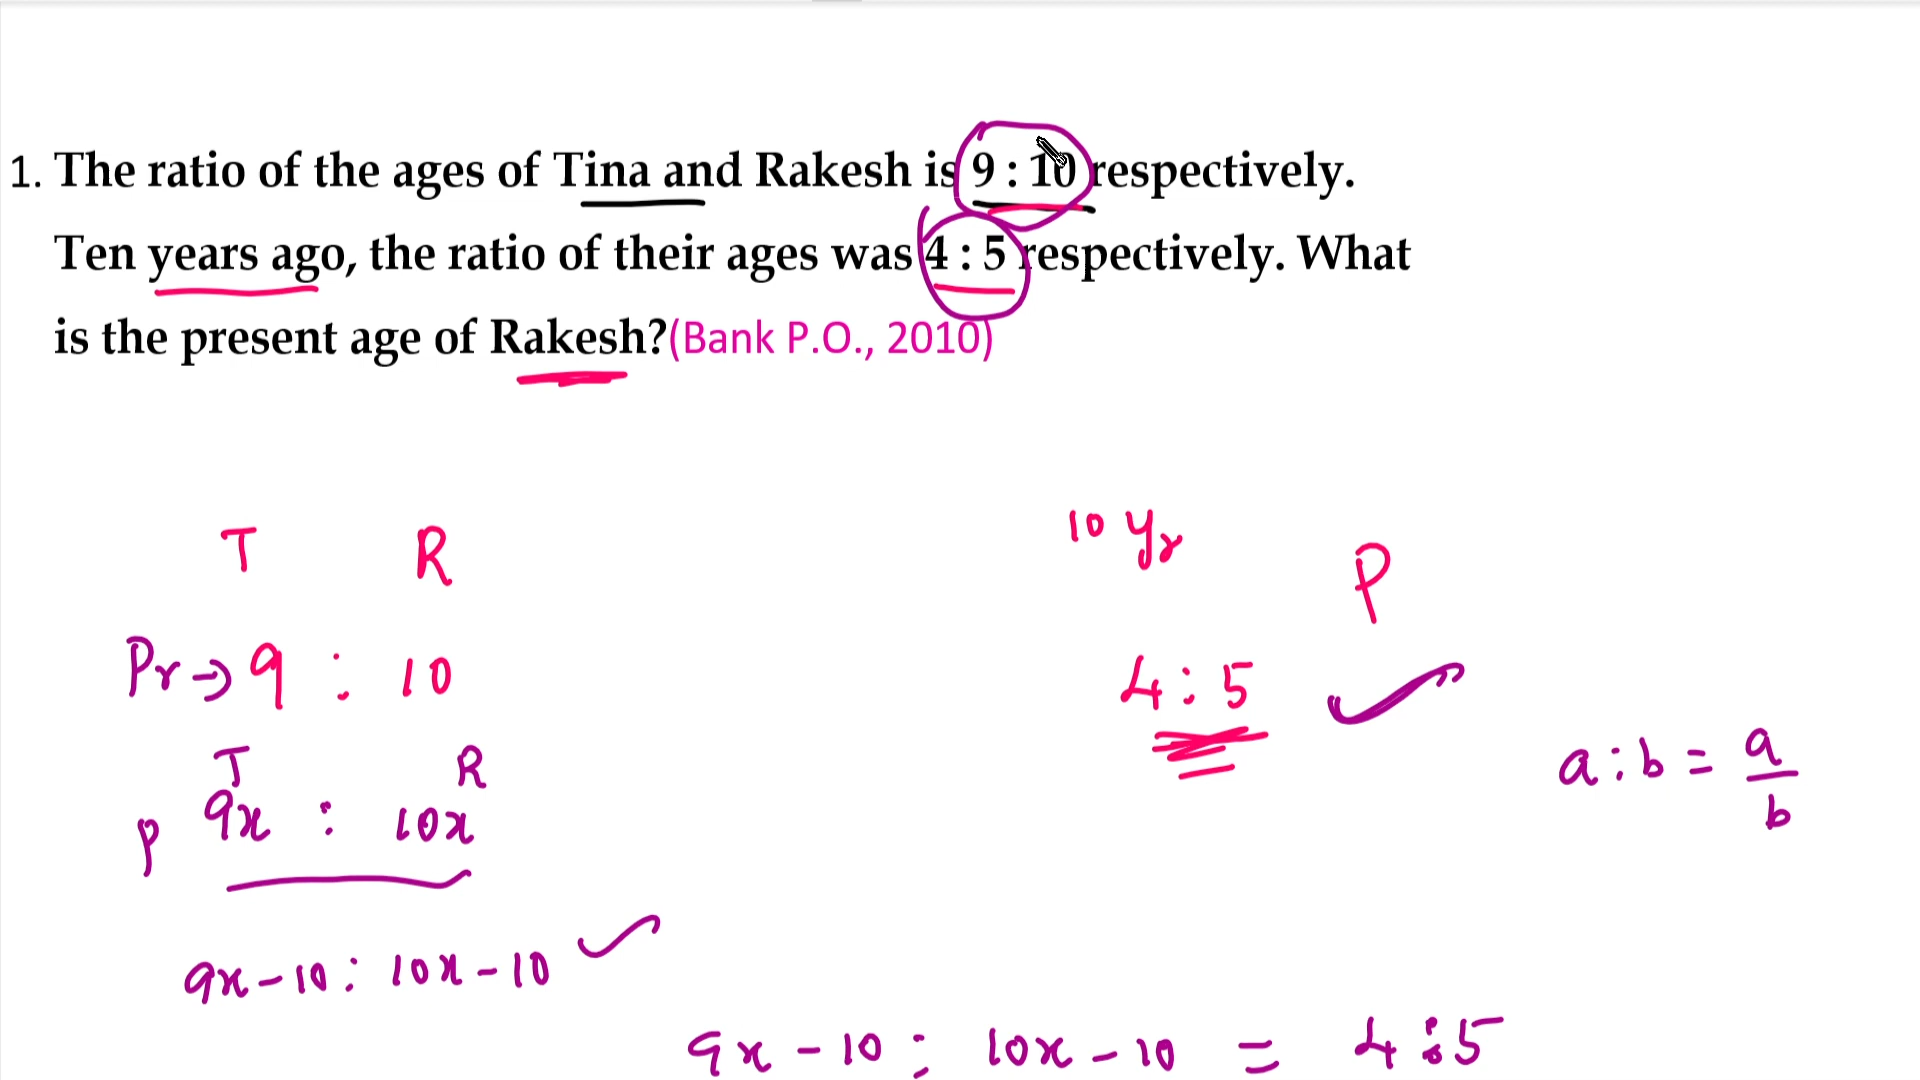 1. The ratio of the ages of Tina and Rakesh is 9 : 10 respectively.
Ten years ago, the ratio of their ages was 4 : 5 respectively. What
is the present age of Rakesh?(Bank P.O., 2010)
T R
Pr→ 9 : 10
T R
P 9x : 10x
9x-10 : 10x-10
10 Yr
P
4 : 5
a : b = a/b
9x - 10 : 10x - 10 = 4 : 5